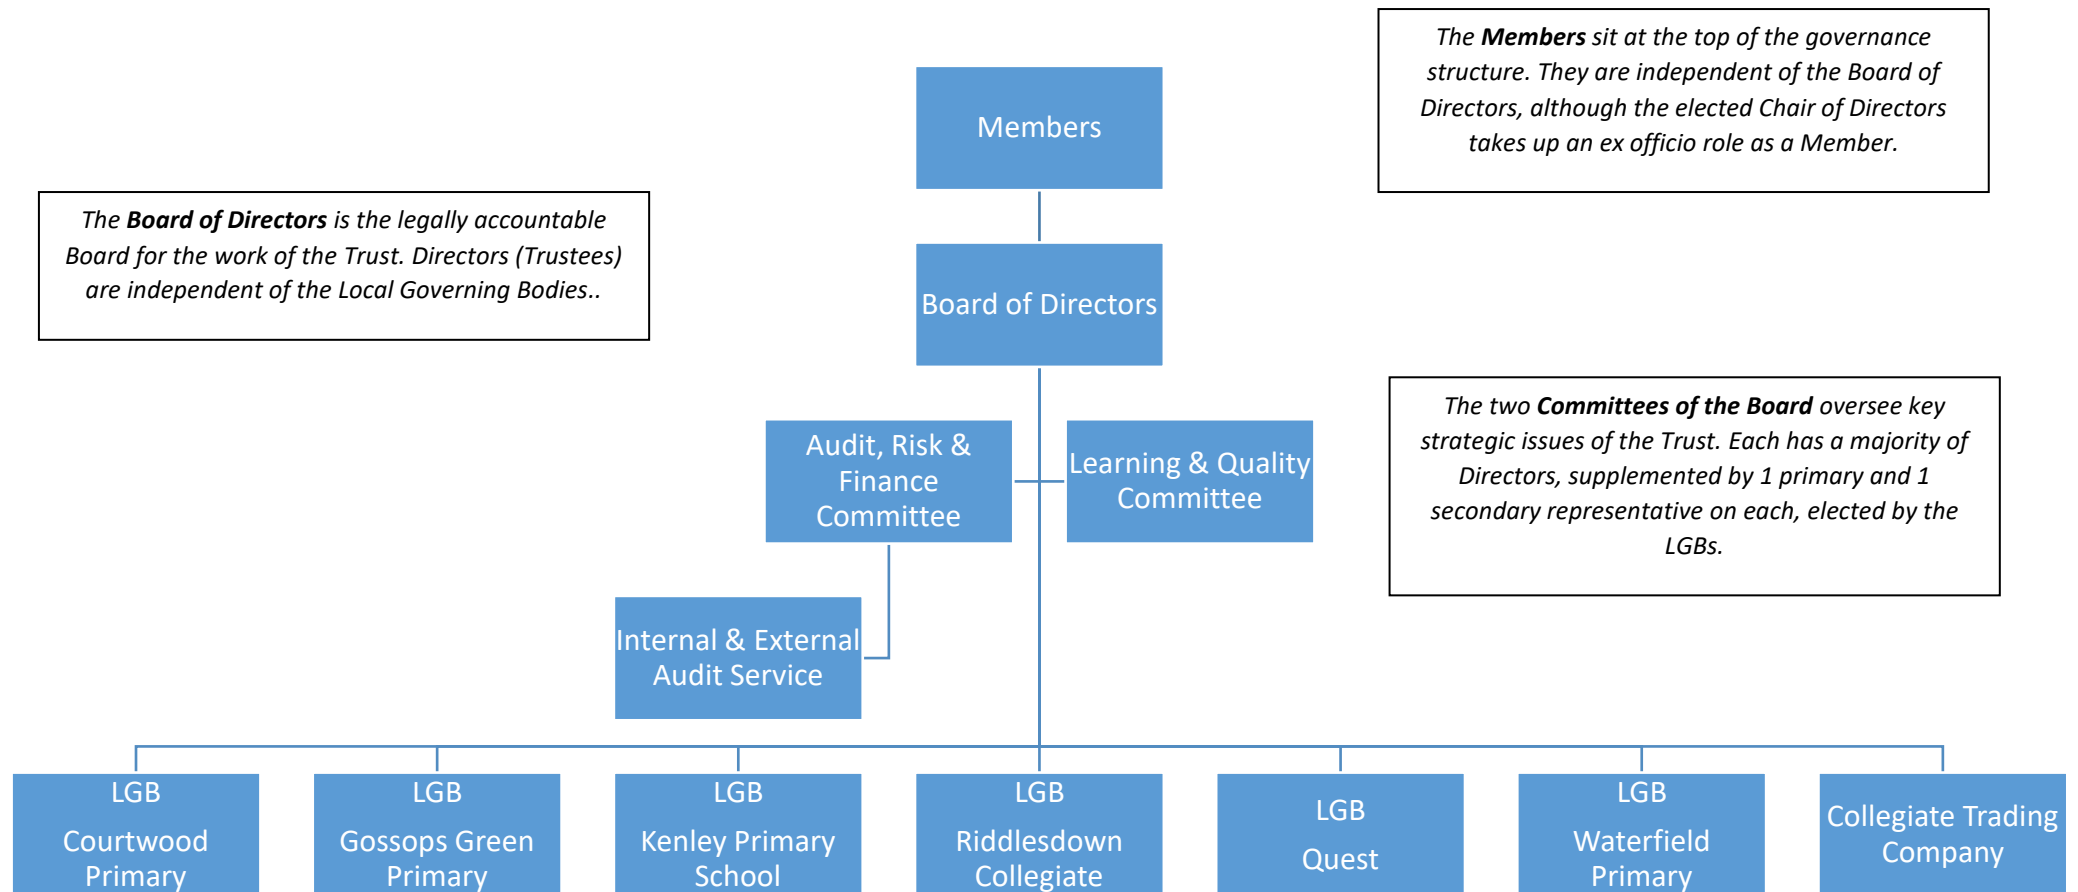 The Members sit at the top of the governance
structure. They are independent of the Board of
Directors, although the elected Chair of Directors
takes up an ex officio role as a Member.
Members
The Board of Directors is the legally accountable
Board for the work of the Trust. Directors (Trustees)
are independent of the Local Governing Bodies..
Board of Directors
The two Committees of the Board oversee key
strategic issues of the Trust. Each has a majority of
Directors, supplemented by 1 primary and 1
secondary representative on each, elected by the
LGBs.
Audit, Risk &
Finance
Committee
Learning & Quality
Committee
Internal & External
Audit Service
LGB
Courtwood
Primary
LGB
Gossops Green
Primary
LGB
Kenley Primary
School
LGB
Riddlesdown
Collegiate
LGB
Quest
LGB
Waterfield
Primary
Collegiate Trading
Company